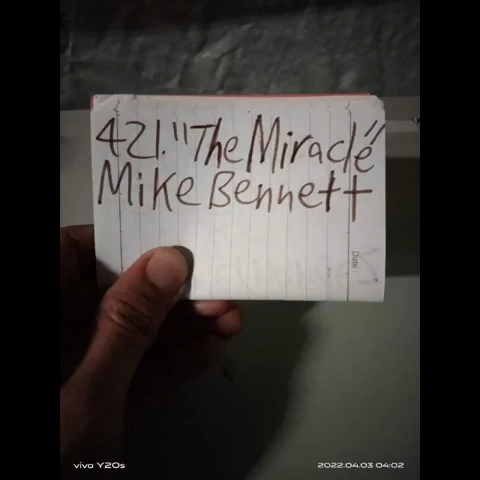 421. "The Miracle"
Mike Bennett
Date :
vivo Y20s
2022.04.03 04:02